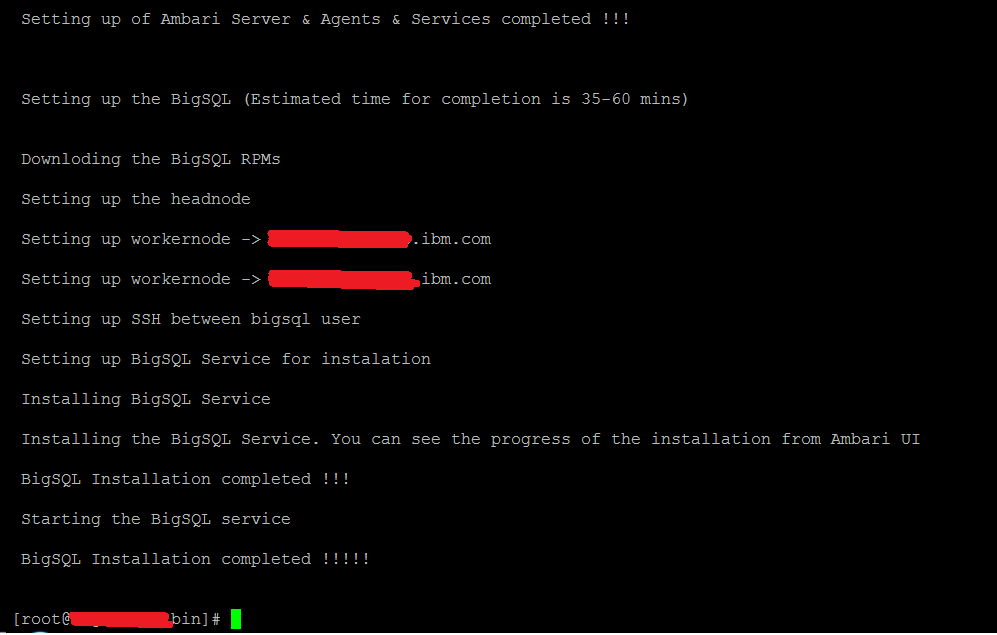 Setting up of Ambari Server & Agents & Services completed !!!
Setting up the BigSQL (Estimated time for completion is 35-60 mins)
Downloding the BigSQL RPMs
Setting up the headnode
Setting up workernode -> .ibm.com
Setting up workernode -> .ibm.com
Setting up SSH between bigsql user
Setting up BigSQL Service for instalation
Installing BigSQL Service
Installing the BigSQL Service. You can see the progress of the installation from Ambari UI
BigSQL Installation completed !!!
Starting the BigSQL service
BigSQL Installation completed !!!!!
[root@ bin]#